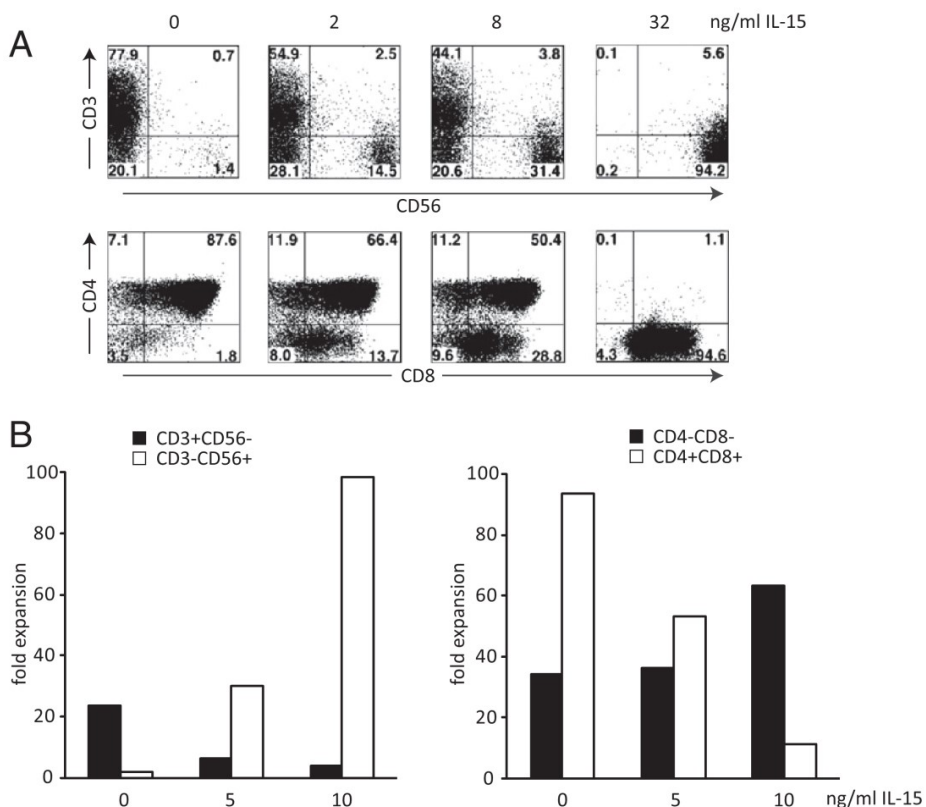 0 2 8 32 ng/ml IL-15
A
77.9 0.7 54.9 2.5 44.1 3.8 0.1 5.6
CD3
20.1 1.4 28.1 14.5 20.6 31.4 0.2 94.2
CD56
7.1 87.6 11.9 66.4 11.2 50.4 0.1 1.1
CD4
3.5 1.8 8.0 13.7 9.6 28.8 4.3 94.6
CD8
B
CD3+CD56-
CD3-CD56+
CD4-CD8-
CD4+CD8+
100
80
60
40
20
0
fold expansion
0 5 10
100
80
60
40
20
0
fold expansion
0 5 10 ng/ml IL-15